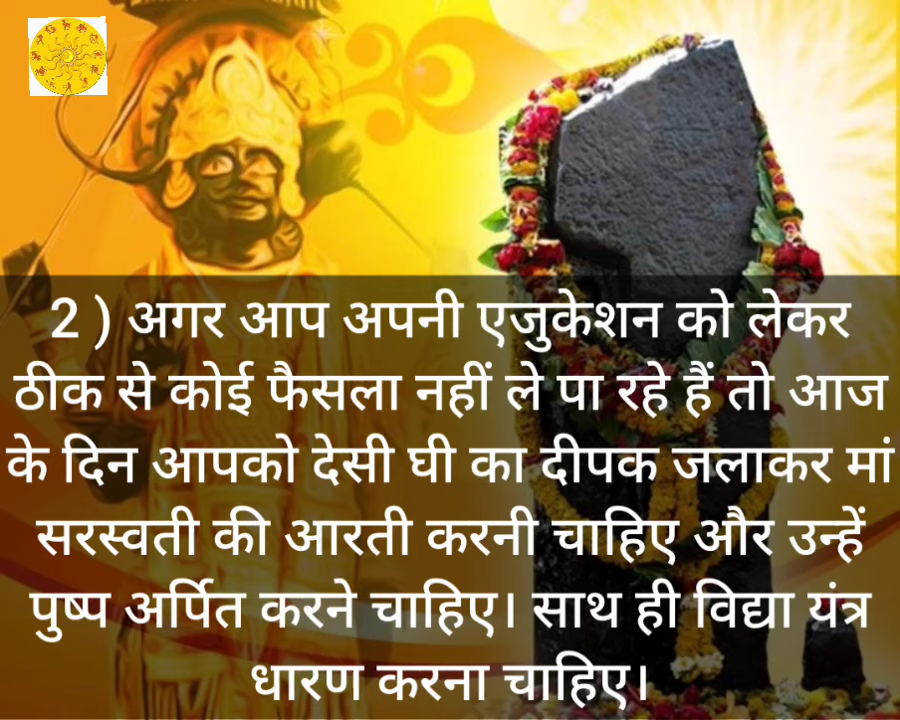 2 ) अगर आप अपनी एजुकेशन को लेकर
ठीक से कोई फैसला नहीं ले पा रहे हैं तो आज
के दिन आपको देसी घी का दीपक जलाकर मां
सरस्वती की आरती करनी चाहिए और उन्हें
पुष्प अर्पित करने चाहिए। साथ ही विद्या यंत्र
धारण करना चाहिए।